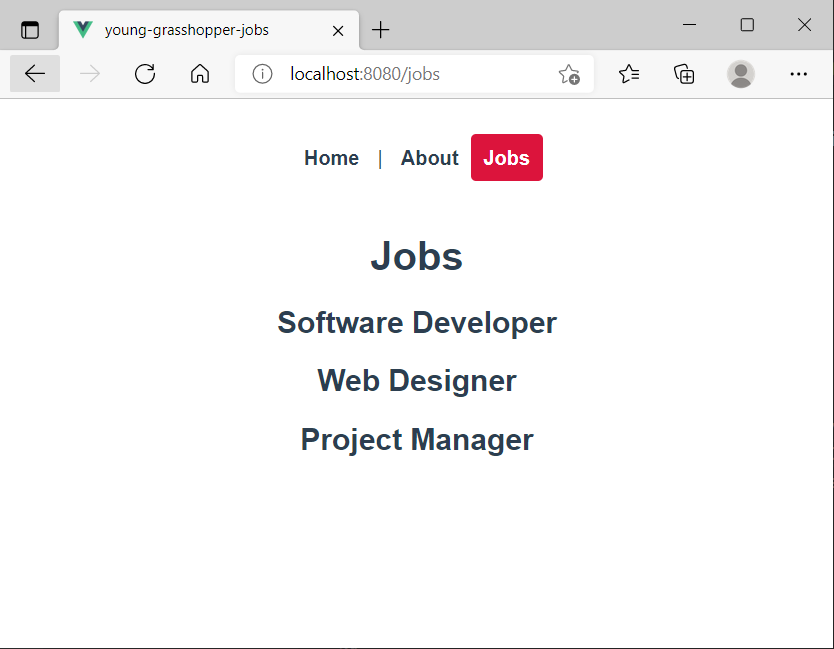 young-grasshopper-jobs
localhost:8080/jobs
Home | About Jobs
Jobs
Software Developer
Web Designer
Project Manager